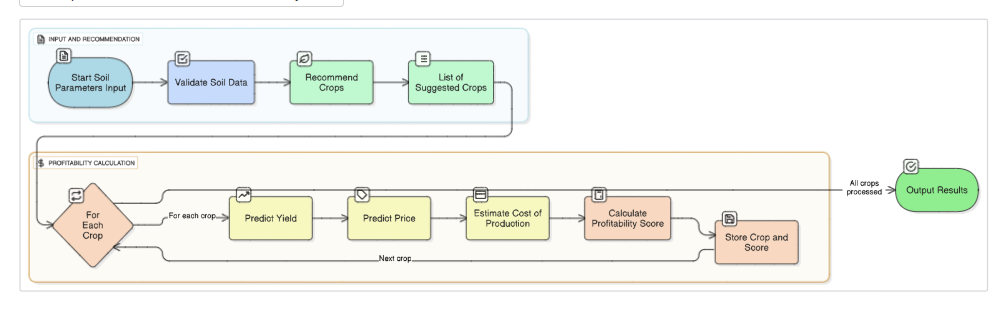 INPUT AND RECOMMENDATION
Start Soil
Parameters Input
Validate Soil Data
Recommend
Crops
List of
Suggested Crops
PROFITABILITY CALCULATION
For
Each
Crop
For each crop
Predict Yield
Predict Price
Estimate Cost of
Production
Calculate
Profitability Score
Store Crop and
Score
Next crop
All crops
processed
Output Results